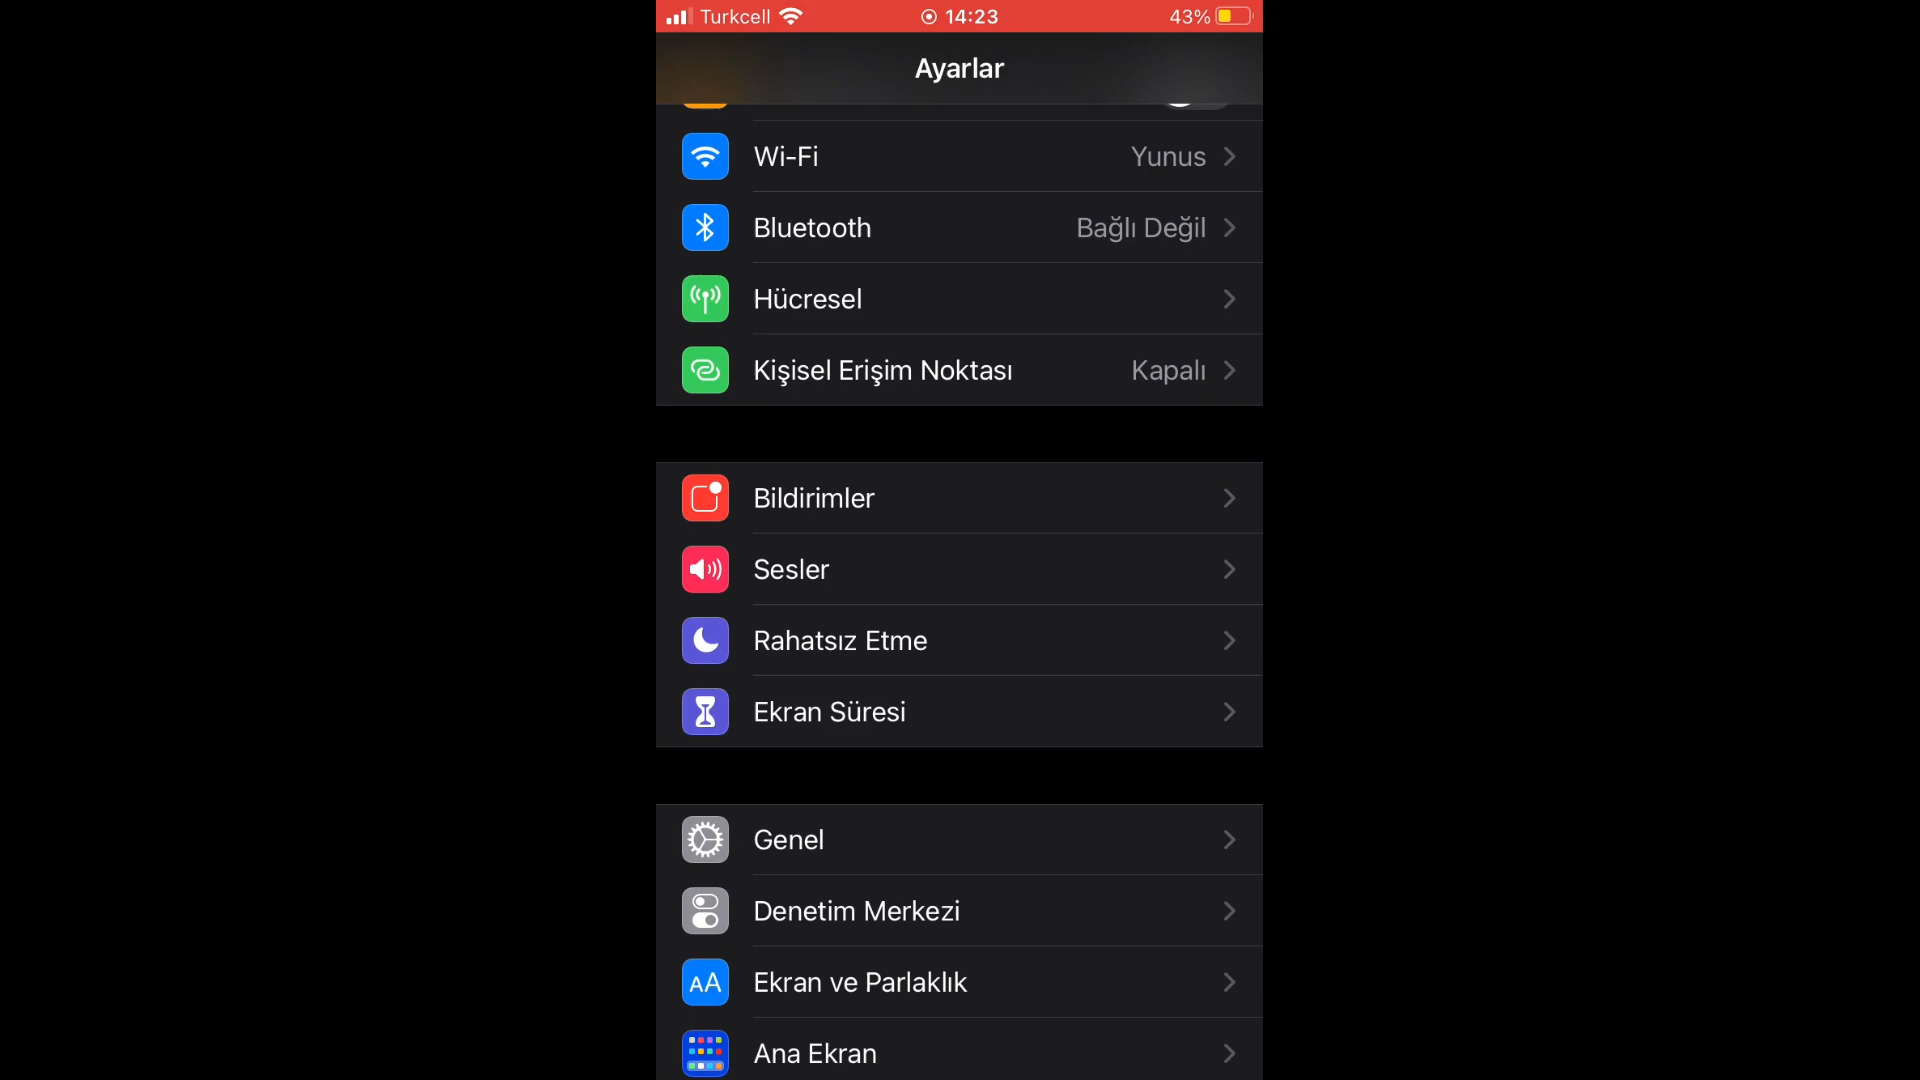 Turkcell 14:23 43%
Ayarlar
Wi-Fi Yunus
Bluetooth Bağlı Değil
Hücresel
Kişisel Erişim Noktası Kapalı
Bildirimler
Sesler
Rahatsız Etme
Ekran Süresi
Genel
Denetim Merkezi
AA Ekran ve Parlaklık
Ana Ekran